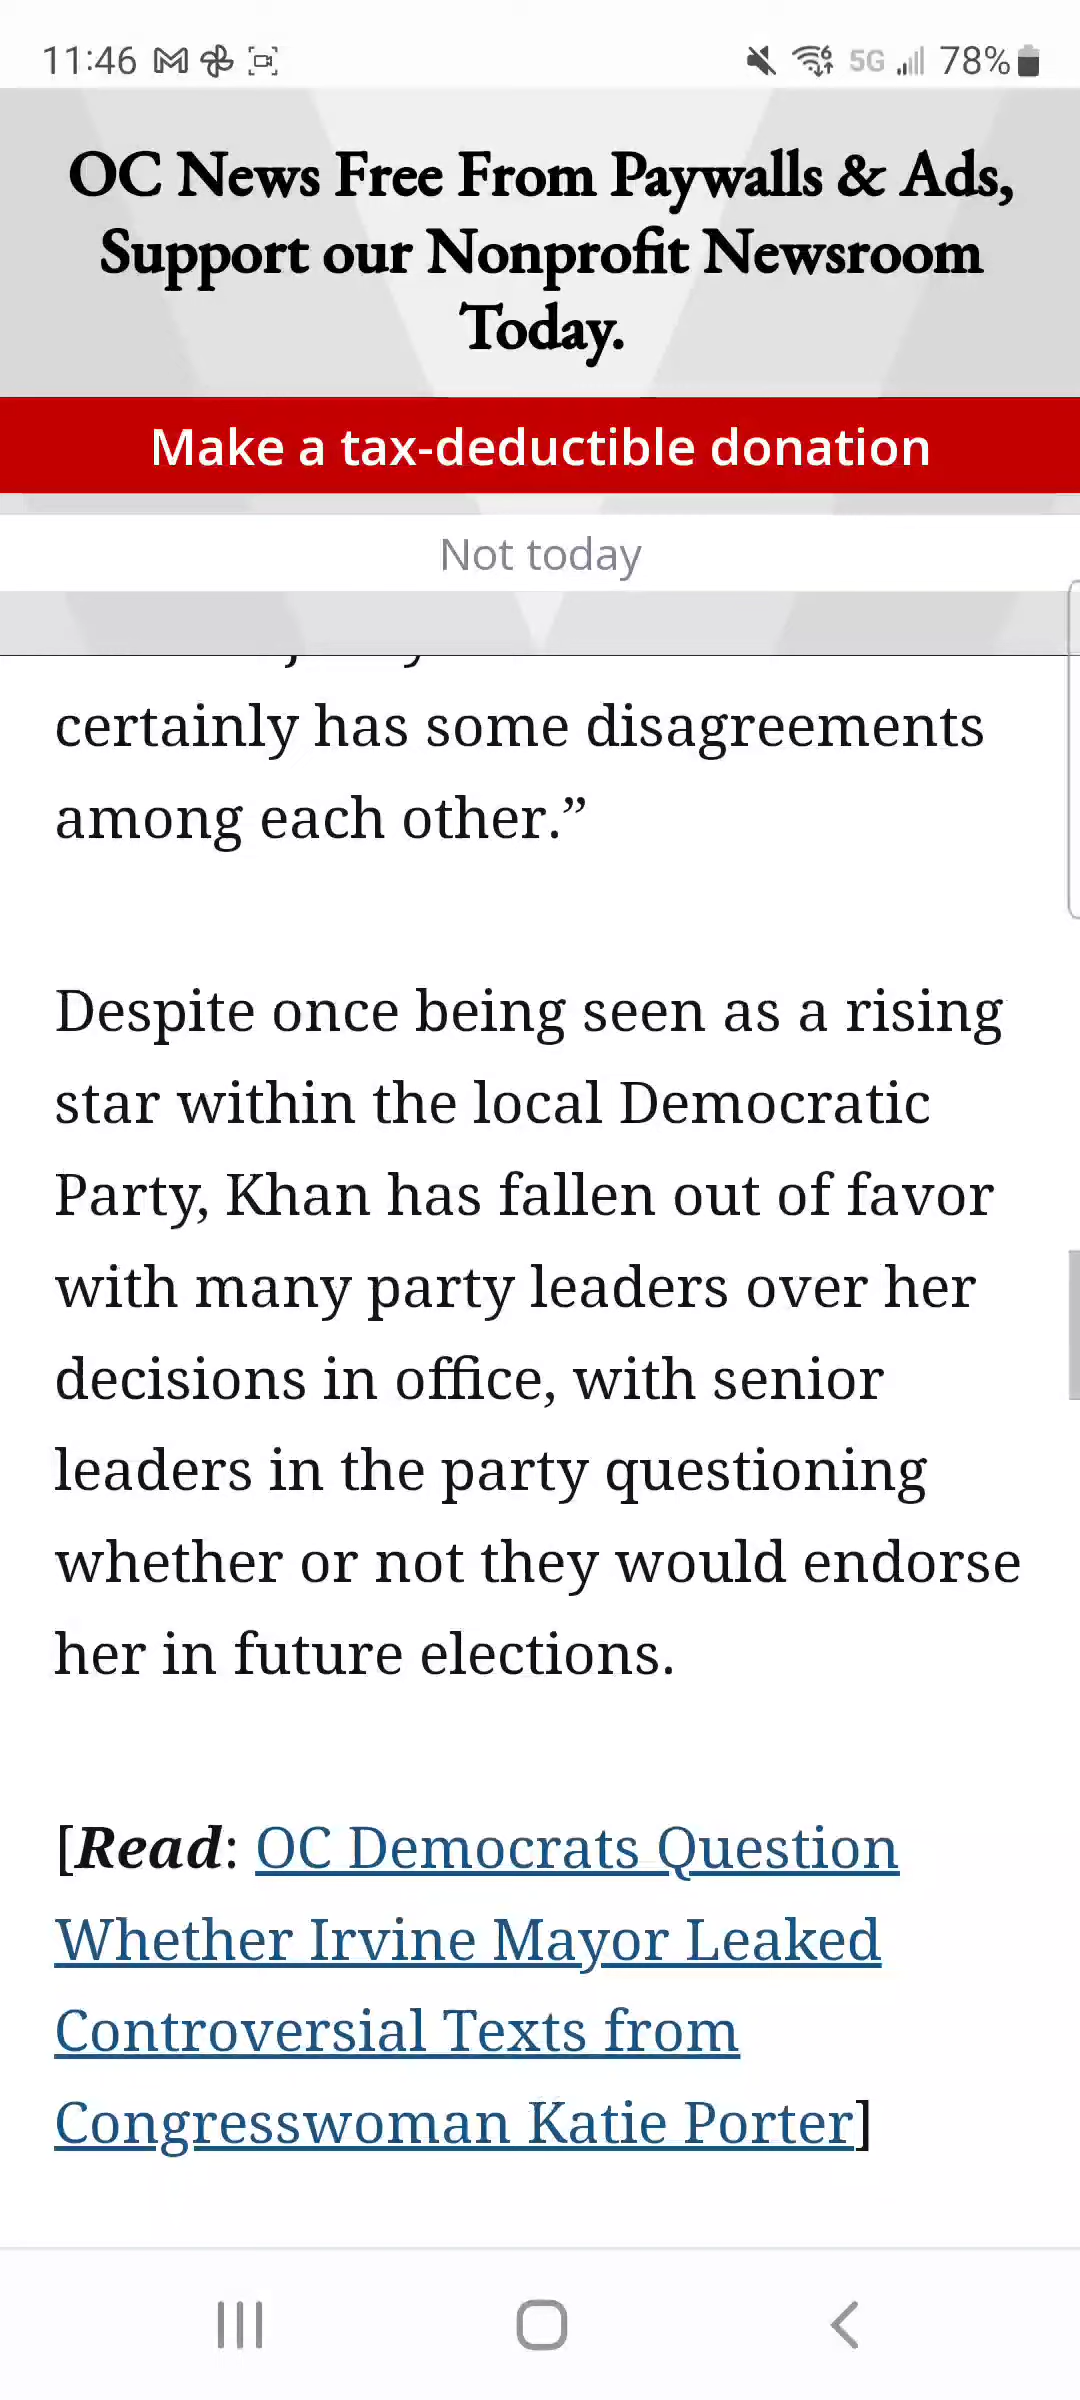 11:46
5G 78%
OC News Free From Paywalls & Ads,
Support our Nonprofit Newsroom
Today.
Make a tax-deductible donation
Not today
certainly has some disagreements
among each other.”
Despite once being seen as a rising
star within the local Democratic
Party, Khan has fallen out of favor
with many party leaders over her
decisions in office, with senior
leaders in the party questioning
whether or not they would endorse
her in future elections.
[Read: OC Democrats Question
Whether Irvine Mayor Leaked
Controversial Texts from
Congresswoman Katie Porter]